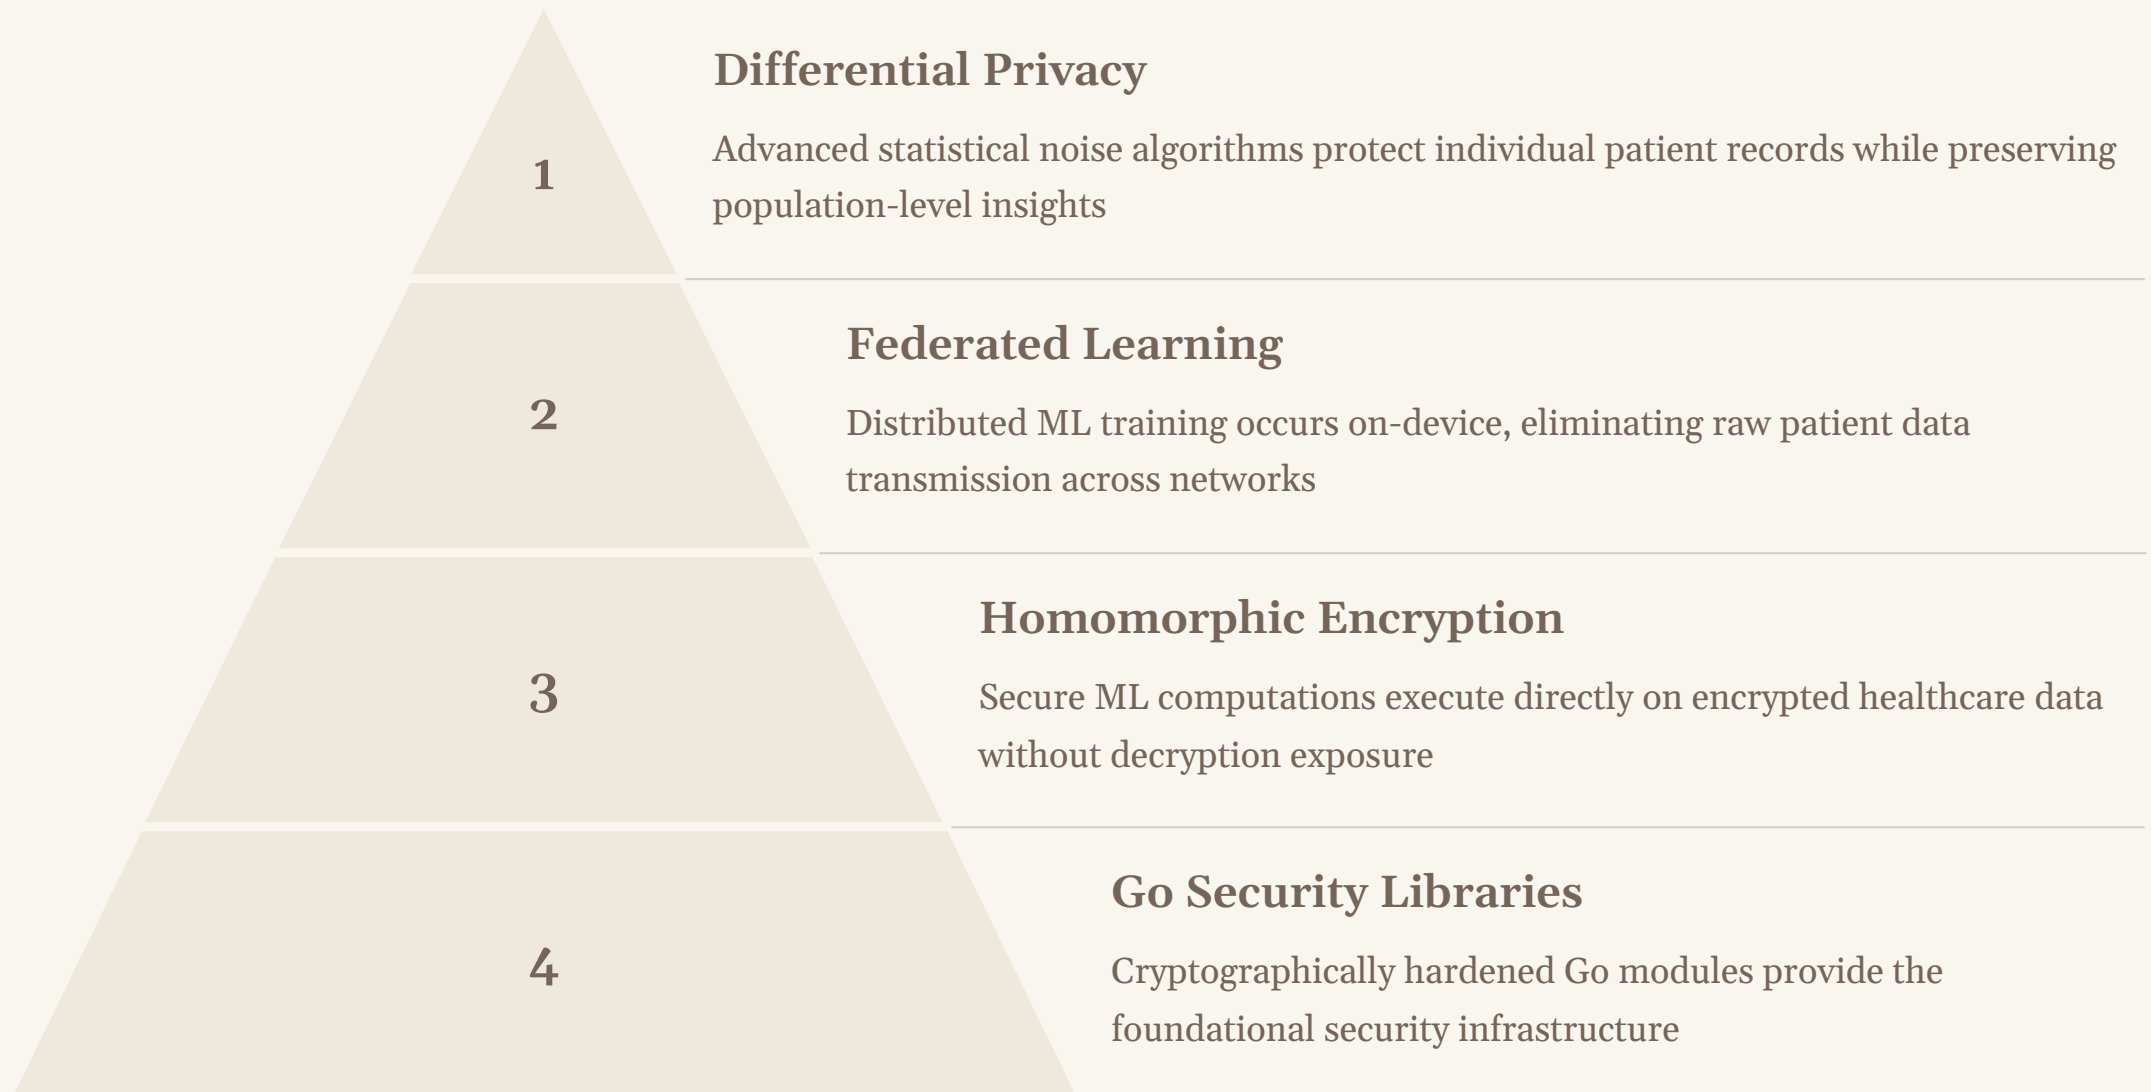 1
Differential Privacy
Advanced statistical noise algorithms protect individual patient records while preserving
population-level insights
2
Federated Learning
Distributed ML training occurs on-device, eliminating raw patient data
transmission across networks
3
Homomorphic Encryption
Secure ML computations execute directly on encrypted healthcare data
without decryption exposure
4
Go Security Libraries
Cryptographically hardened Go modules provide the
foundational security infrastructure